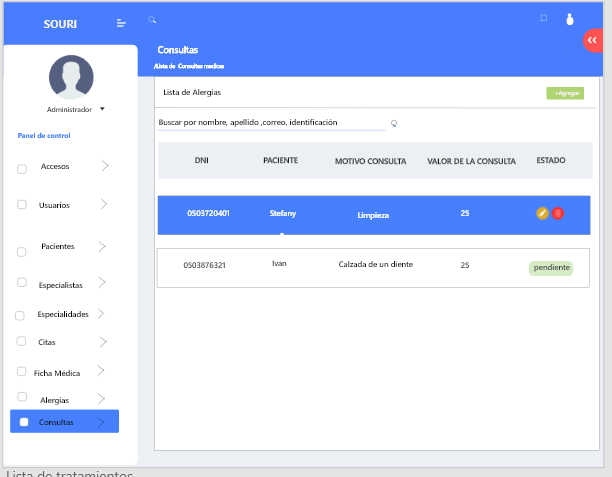 SOURI
Consultas
/Lista de Consultas medicas
Administrador
Panel de control
Accesos
Usuarios
Pacientes
Especialistas
Especialidades
Citas
Ficha Médica
Alergias
Consultas
Lista de Alergias
+Agregar
Buscar por nombre, apellido ,correo, identificación
DNI PACIENTE MOTIVO CONSULTA VALOR DE LA CONSULTA ESTADO
0503720401 Stefany Limpieza 25
0503876321 Ivan Calzada de un diente 25 pendiente
Lista de tratamientos